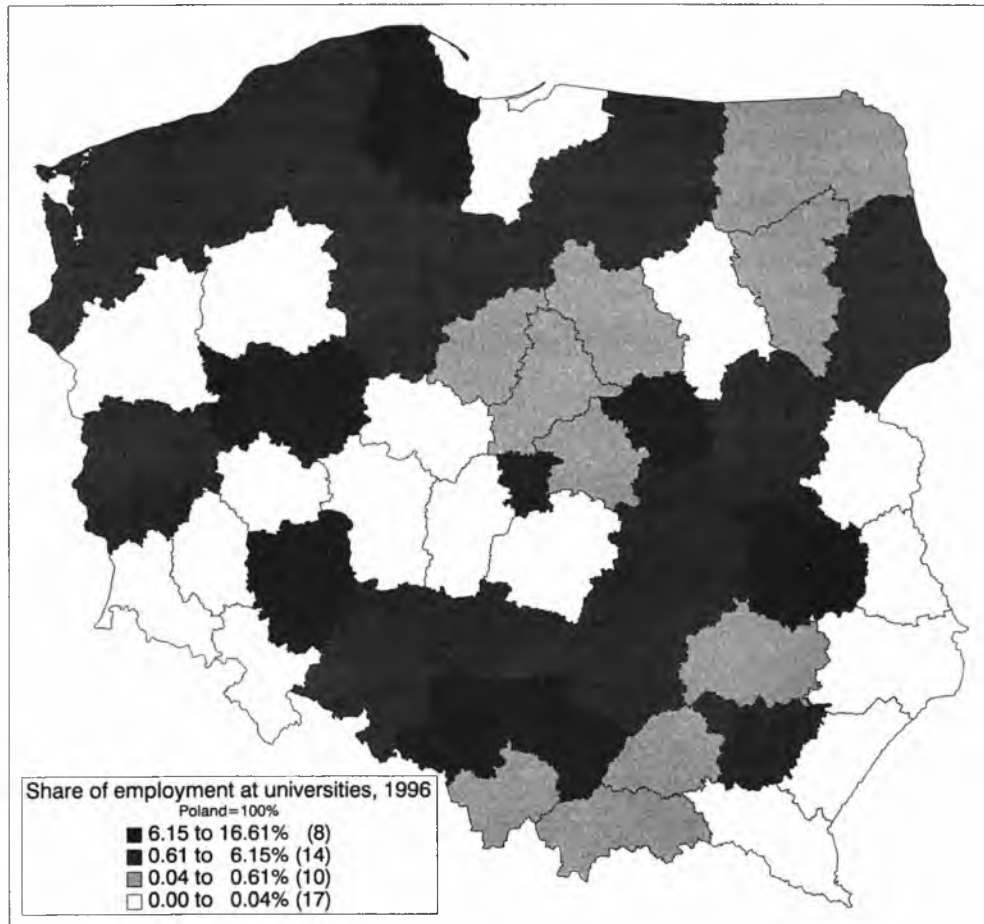 Share of employment at universities, 1996
Poland=100%
6.15 to 16.61% (8)
0.61 to 6.15% (14)
0.04 to 0.61% (10)
0.00 to 0.04% (17)